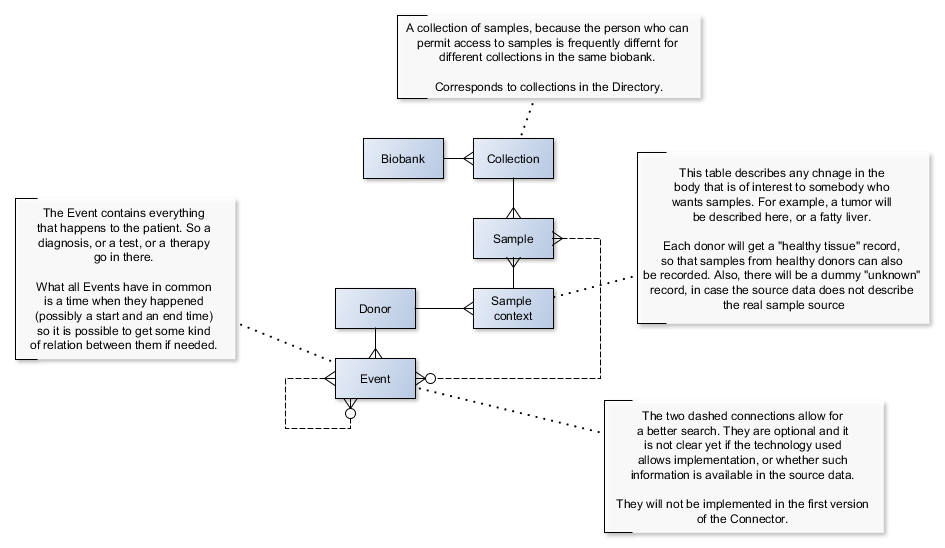 A collection of samples, because the person who can
permit access to samples is frequently differnt for
different collections in the same biobank.
Corresponds to collections in the Directory.
Biobank
Collection
This table describes any chnage in the
body that is of interest to somebody who
wants samples. For example, a tumor will
be described here, or a fatty liver.
Each donor will get a "healthy tissue" record,
so that samples from healthy donors can also
be recorded. Also, there will be a dummy "unknown"
record, in case the source data does not describe
the real sample source
The Event contains everything
that happens to the patient. So a
diagnosis, or a test, or a therapy
go in there.
What all Events have in common
is a time when they happened
(possibly a start and an end time)
so it is possible to get some kind
of relation between them if needed.
Sample
Donor
Sample
context
Event
The two dashed connections allow for
a better search. They are optional and it
is not clear yet if the technology used
allows implementation, or whether such
information is available in the source data.
They will not be implemented in the first version
of the Connector.